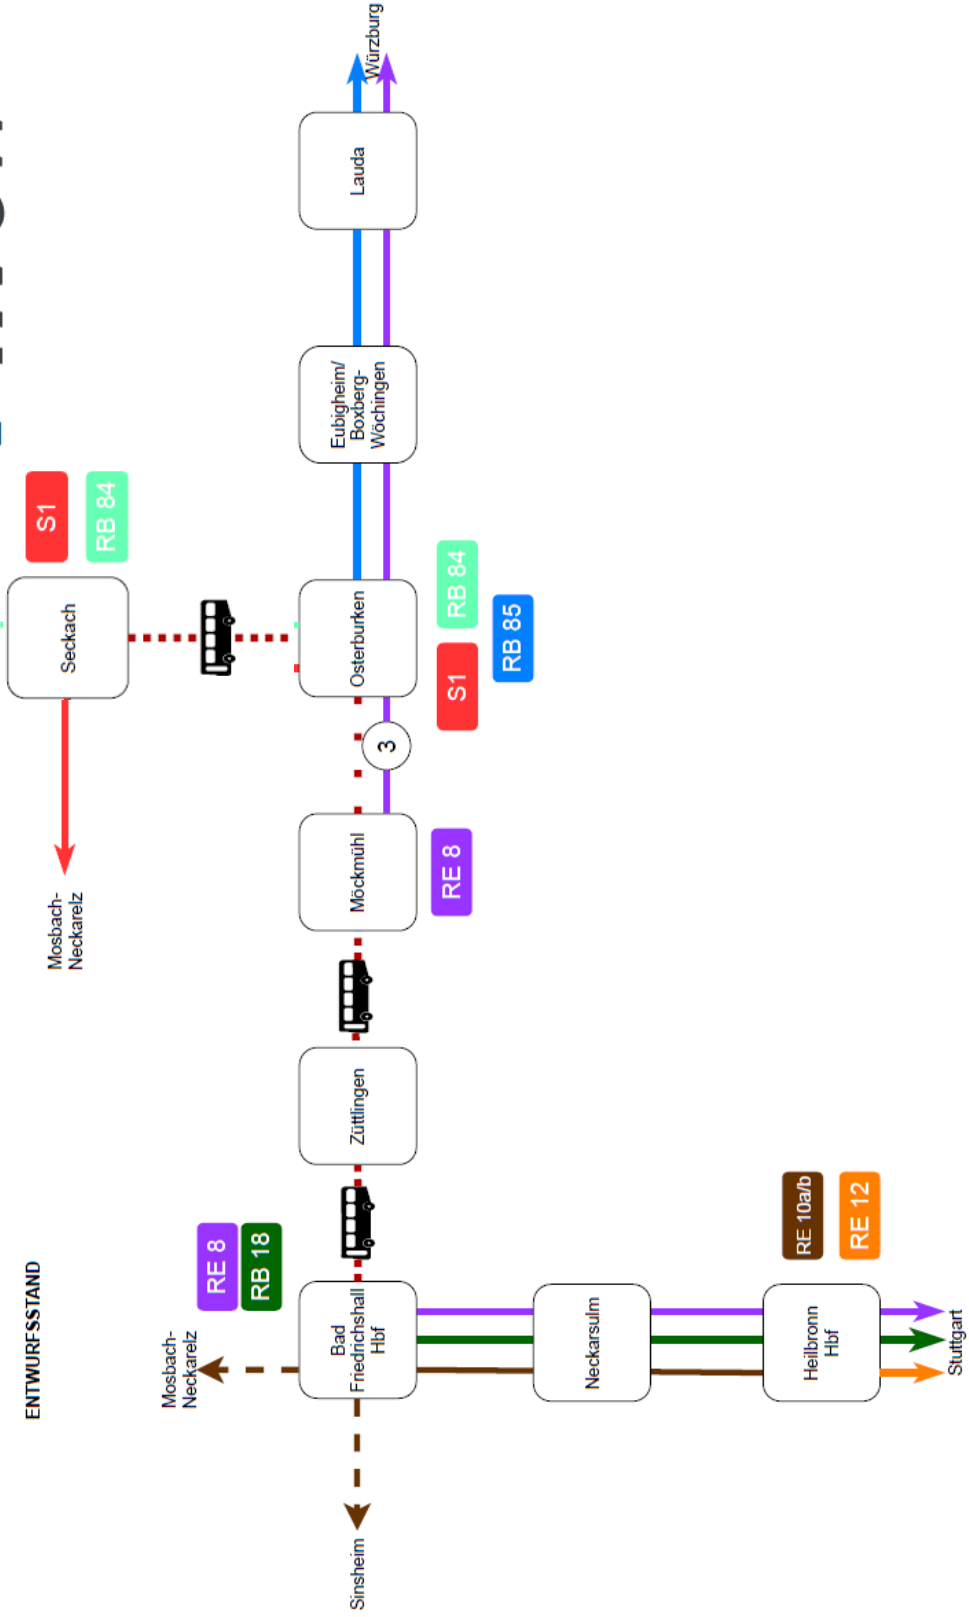 ENTWURFSSTAND
Mosbach-
Neckarelz
S1
RB 84
Seckach
Mosbach-
Neckarelz
RE 8
RB 18
Sinsheim
Bad
Friedrichshall
Hbf
Züttlingen
Möckmühl
3
Osterburken
Eubigheim/
Boxberg-
Wöchingen
Lauda
Würzburg
RE 8
S1
RB 84
RB 85
Neckarsulm
Heilbronn
Hbf
RE 10a/b
RE 12
Stuttgart